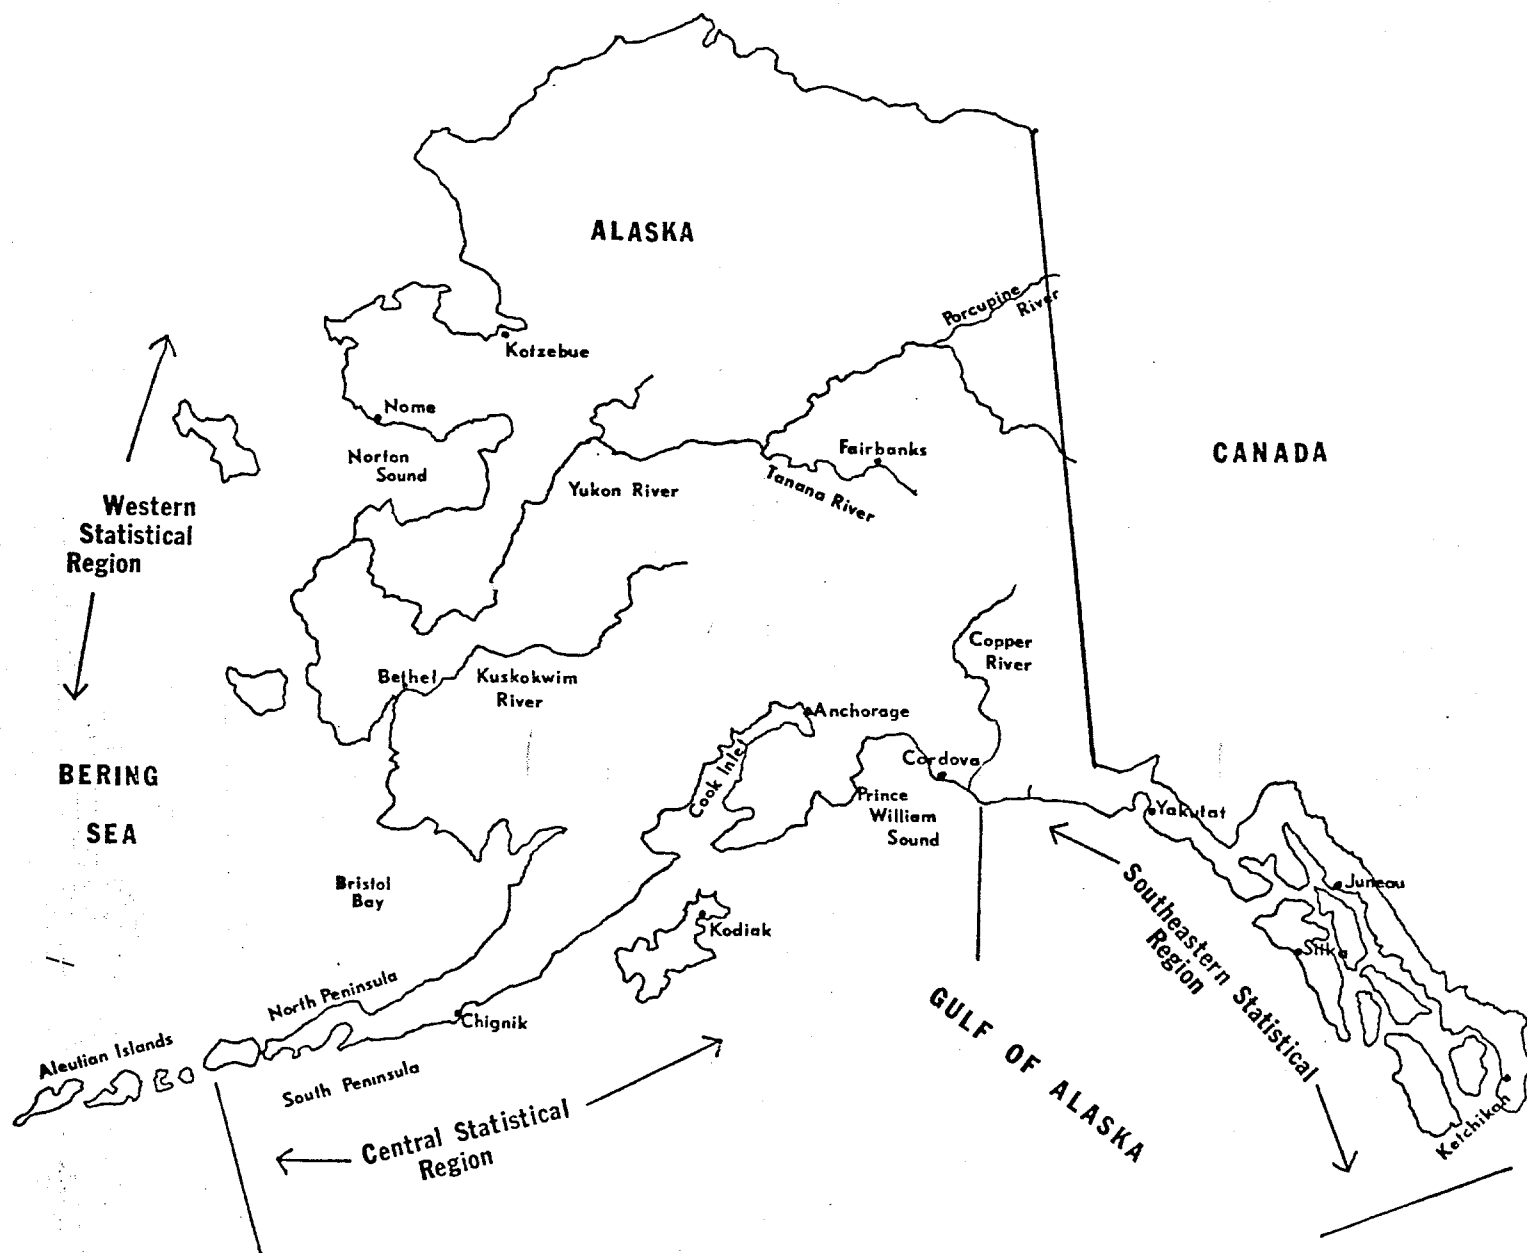 ALASKA
Porcupine
River
Kotzebue
Nome
Norton
Sound
CANADA
Fairbanks
Yukon River
Tanana River
Western
Statistical
Region
Copper
River
Bethel
Kuskokwim
River
Anchorage
Cook Inlet
Cordova
BERING
SEA
Prince
William
Sound
Yakutat
Bristol
Bay
Juneau
Kodiak
Southeastern Statistical
Region
Sitka
North Peninsula
Chignik
GULF OF ALASKA
Aleutian Islands
South Peninsula
Central Statistical
Region
Ketchikan